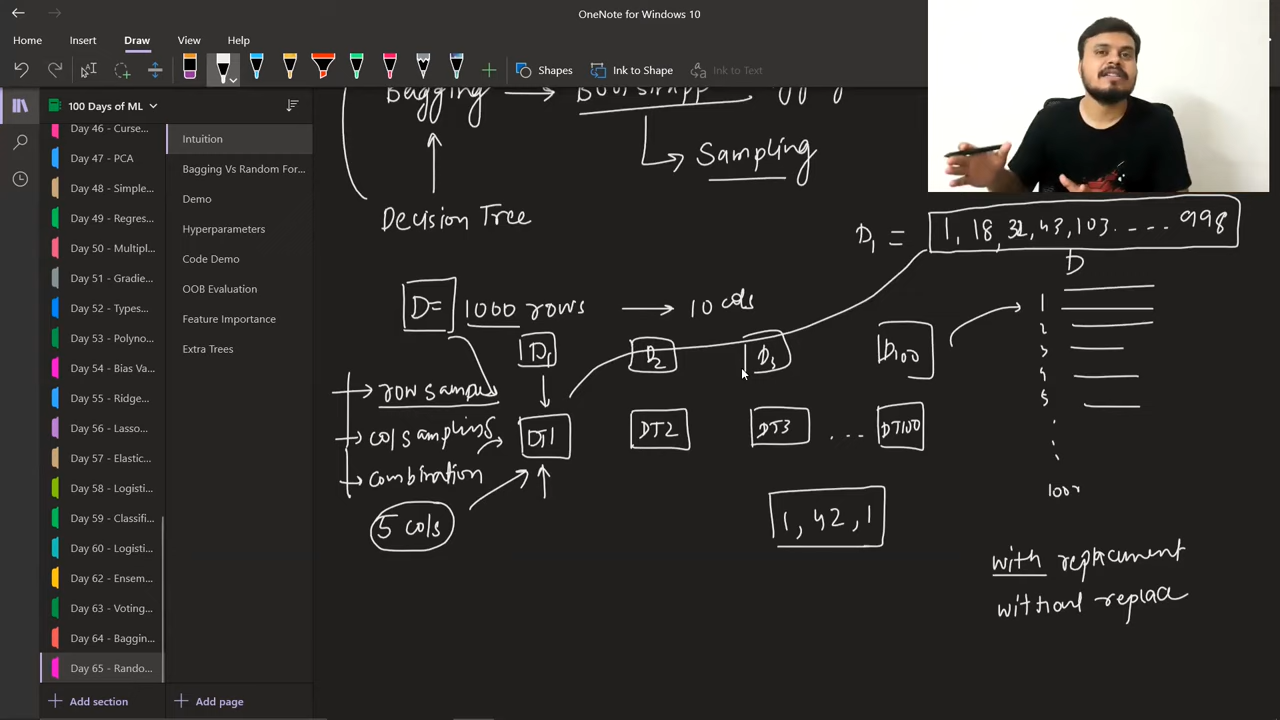 OneNote for Windows 10
Home Insert Draw View Help
Shapes Ink to Shape Ink to Text
100 Days of ML
Day 46 - Curse...
Day 47 - PCA
Day 48 - Simple...
Day 49 - Regres...
Day 50 - Multipl...
Day 51 - Gradie...
Day 52 - Types...
Day 53 - Polyno...
Day 54 - Bias Va...
Day 55 - Ridge...
Day 56 - Lasso...
Day 57 - Elastic...
Day 58 - Logisti...
Day 59 - Classifi...
Day 60 - Logisti...
Day 62 - Ensem...
Day 63 - Voting...
Day 64 - Baggin...
Day 65 - Rando...
Add section
Intuition
Bagging Vs Random For...
Demo
Hyperparameters
Code Demo
OOB Evaluation
Feature Importance
Extra Trees
Add page
Bagging
Sampling
Decision Tree
D1 = 1, 18, 32, 43, 103. - - .. 998
D
D= 1000 rows → 10 cols
D1 D2 D3 D100
row sample
col sampling
combination
DT1 DT2 DT3 ... DT100
5 cols
1, 42, 1
1
2
3
4
5
with replacement
without replace